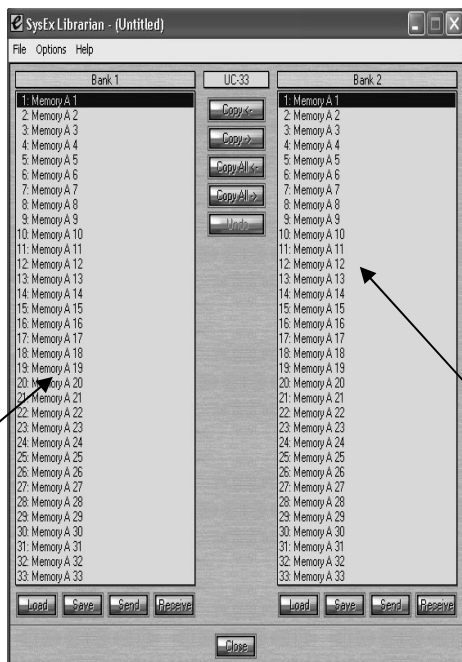 SysEx Librarian - (Untitled)
File Options Help
Bank 1
UC-33
Bank 2
1: Memory A 1
2: Memory A 2
3: Memory A 3
4: Memory A 4
5: Memory A 5
6: Memory A 6
7: Memory A 7
8: Memory A 8
9: Memory A 9
10: Memory A 10
11: Memory A 11
12: Memory A 12
13: Memory A 13
14: Memory A 14
15: Memory A 15
16: Memory A 16
17: Memory A 17
18: Memory A 18
19: Memory A 19
20: Memory A 20
21: Memory A 21
22: Memory A 22
23: Memory A 23
24: Memory A 24
25: Memory A 25
26: Memory A 26
27: Memory A 27
28: Memory A 28
29: Memory A 29
30: Memory A 30
31: Memory A 31
32: Memory A 32
33: Memory A 33
Load Save Send Receive
Copy <-
Copy ->
Copy All <-
Copy All ->
Undo
1: Memory A 1
2: Memory A 2
3: Memory A 3
4: Memory A 4
5: Memory A 5
6: Memory A 6
7: Memory A 7
8: Memory A 8
9: Memory A 9
10: Memory A 10
11: Memory A 11
12: Memory A 12
13: Memory A 13
14: Memory A 14
15: Memory A 15
16: Memory A 16
17: Memory A 17
18: Memory A 18
19: Memory A 19
20: Memory A 20
21: Memory A 21
22: Memory A 22
23: Memory A 23
24: Memory A 24
25: Memory A 25
26: Memory A 26
27: Memory A 27
28: Memory A 28
29: Memory A 29
30: Memory A 30
31: Memory A 31
32: Memory A 32
33: Memory A 33
Load Save Send Receive
Close